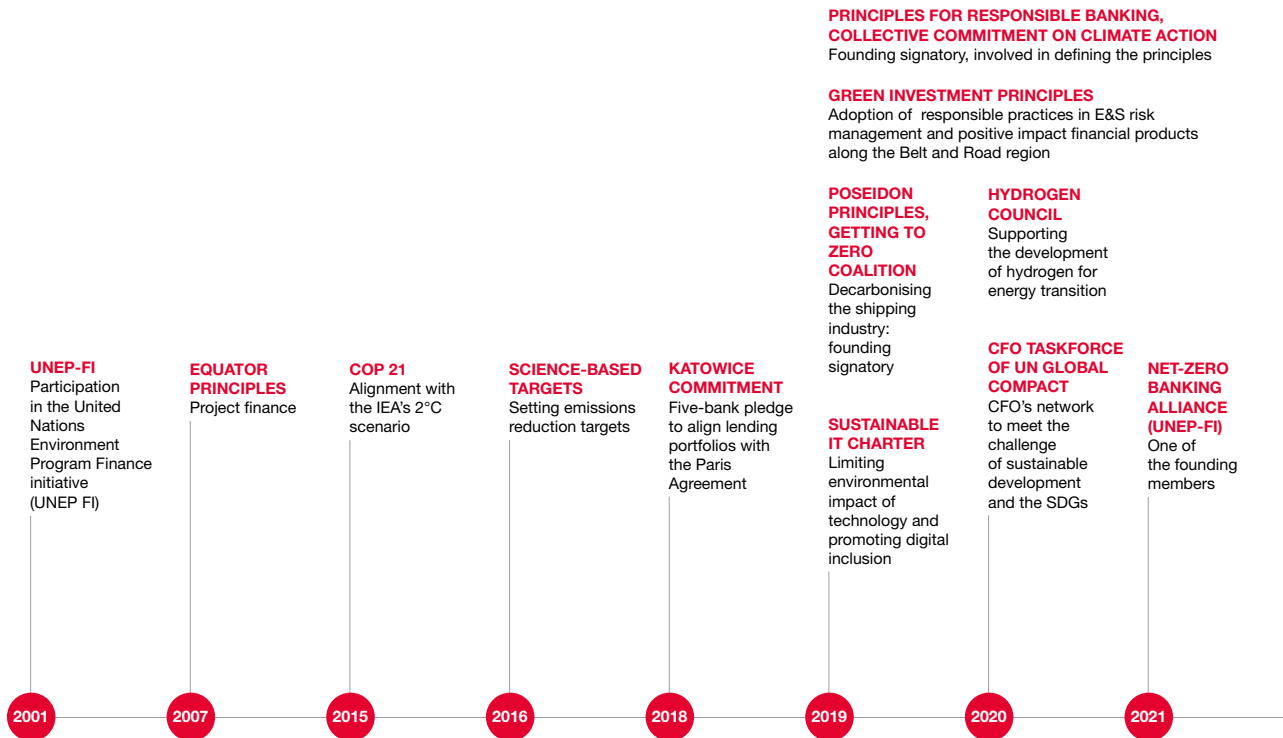 PRINCIPLES FOR RESPONSIBLE BANKING,
COLLECTIVE COMMITMENT ON CLIMATE ACTION
Founding signatory, involved in defining the principles
GREEN INVESTMENT PRINCIPLES
Adoption of responsible practices in E&S risk
management and positive impact financial products
along the Belt and Road region
UNEP-FI
Participation
in the United
Nations
Environment
Program Finance
initiative
(UNEP FI)
EQUATOR
PRINCIPLES
Project finance
COP 21
Alignment with
the IEA's 2°C
scenario
SCIENCE-BASED
TARGETS
Setting emissions
reduction targets
KATOWICE
COMMITMENT
Five-bank pledge
to align lending
portfolios with
the Paris
Agreement
POSEIDON
PRINCIPLES,
GETTING TO
ZERO
COALITION
Decarbonising
the shipping
industry:
founding
signatory
SUSTAINABLE
IT CHARTER
Limiting
environmental
impact of
technology and
promoting digital
inclusion
HYDROGEN
COUNCIL
Supporting
the development
of hydrogen for
energy transition
CFO TASKFORCE
OF UN GLOBAL
COMPACT
CFO's network
to meet the
challenge
of sustainable
development
and the SDGs
NET-ZERO
BANKING
ALLIANCE
(UNEP-FI)
One of
the founding
members
2001
2007
2015
2016
2018
2019
2020
2021